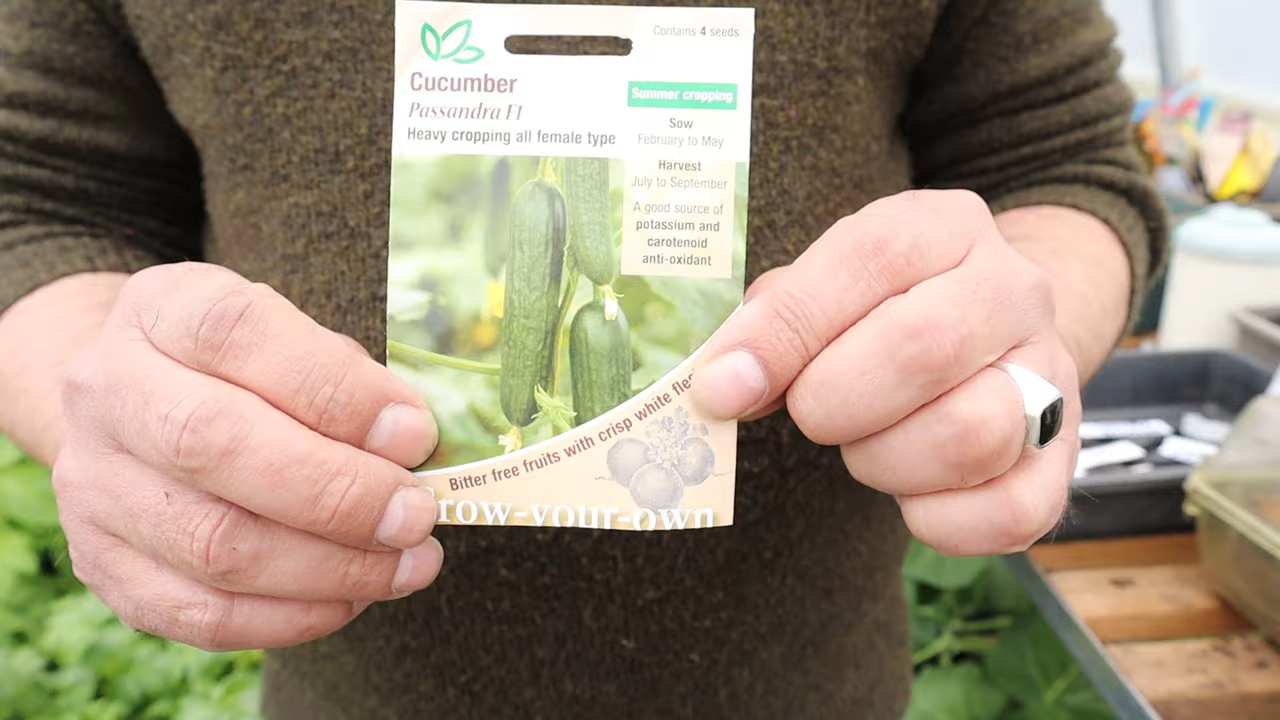 Contains 4 seeds
Cucumber
Passandra F1
Heavy cropping all female type
Summer cropping
Sow
February to May
Harvest
July to September
A good source of
potassium and
carotenoid
anti-oxidant
Bitter free fruits with crisp white
row-your-own